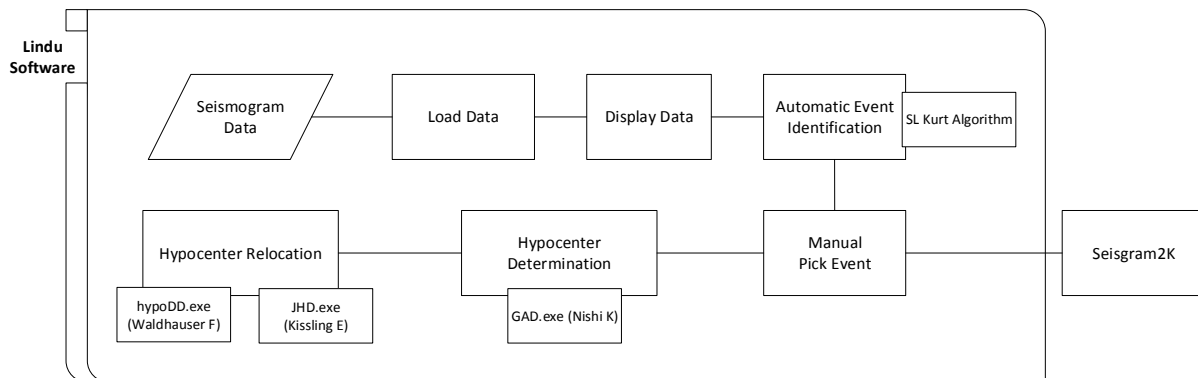 Lindu
Software
Seismogram
Data
Load Data
Display Data
Automatic Event
Identification
SL Kurt Algorithm
Hypocenter Relocation
hypoDD.exe
(Waldhauser F)
JHD.exe
(Kissling E)
Hypocenter
Determination
GAD.exe (Nishi K)
Manual
Pick Event
Seisgram2K